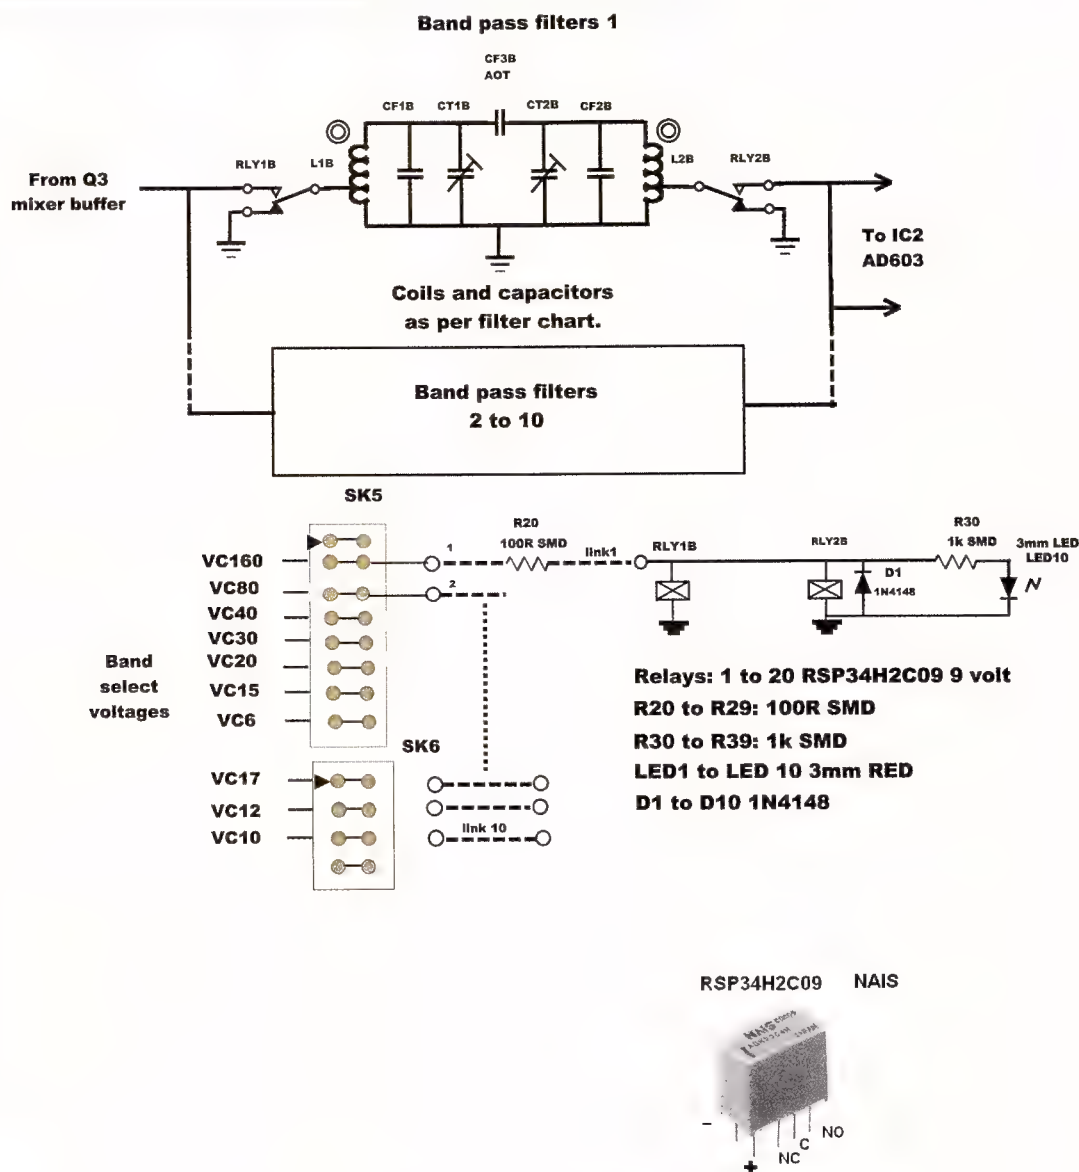 Band pass filters 1
CF3B
AOT
CF1B
CT1B
CT2B
CF2B
RLY1B
L1B
L2B
RLY2B
From Q3
mixer buffer
To IC2
AD603
Coils and capacitors
as per filter chart.
Band pass filters
2 to 10
SK5
R20
100R SMD
R30
1k SMD
3mm LED
LED10
VC160
1
link1
RLY1B
RLY2B
D1
1N4148
VC80
2
VC40
VC30
VC20
VC15
VC6
Band
select
voltages
Relays: 1 to 20 RSP34H2C09 9 volt
R20 to R29: 100R SMD
R30 to R39: 1k SMD
LED1 to LED 10 3mm RED
D1 to D10 1N4148
SK6
VC17
VC12
VC10
link 10
RSP34H2C09 NAIS
NAIS
-
+
NC
C
NO